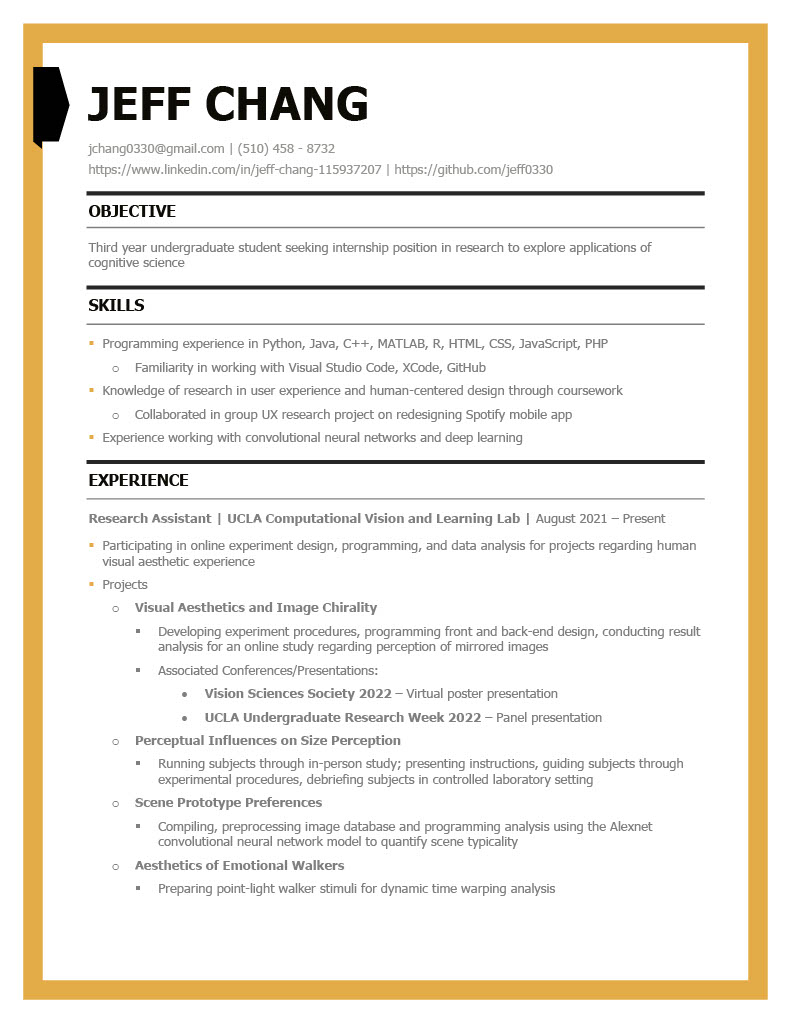 JEFF CHANG
jchang0330@gmail.com | (510) 458 - 8732
https://www.linkedin.com/in/jeff-chang-115937207 | https://github.com/jeff0330
OBJECTIVE
Third year undergraduate student seeking internship position in research to explore applications of
cognitive science
SKILLS
▪ Programming experience in Python, Java, C++, MATLAB, R, HTML, CSS, JavaScript, PHP
o Familiarity in working with Visual Studio Code, XCode, GitHub
▪ Knowledge of research in user experience and human-centered design through coursework
o Collaborated in group UX research project on redesigning Spotify mobile app
▪ Experience working with convolutional neural networks and deep learning
EXPERIENCE
Research Assistant | UCLA Computational Vision and Learning Lab | August 2021 – Present
▪ Participating in online experiment design, programming, and data analysis for projects regarding human
visual aesthetic experience
▪ Projects
o Visual Aesthetics and Image Chirality
▪ Developing experiment procedures, programming front and back-end design, conducting result
analysis for an online study regarding perception of mirrored images
▪ Associated Conferences/Presentations:
• Vision Sciences Society 2022 – Virtual poster presentation
• UCLA Undergraduate Research Week 2022 – Panel presentation
o Perceptual Influences on Size Perception
▪ Running subjects through in-person study; presenting instructions, guiding subjects through
experimental procedures, debriefing subjects in controlled laboratory setting
o Scene Prototype Preferences
▪ Compiling, preprocessing image database and programming analysis using the Alexnet
convolutional neural network model to quantify scene typicality
o Aesthetics of Emotional Walkers
▪ Preparing point-light walker stimuli for dynamic time warping analysis